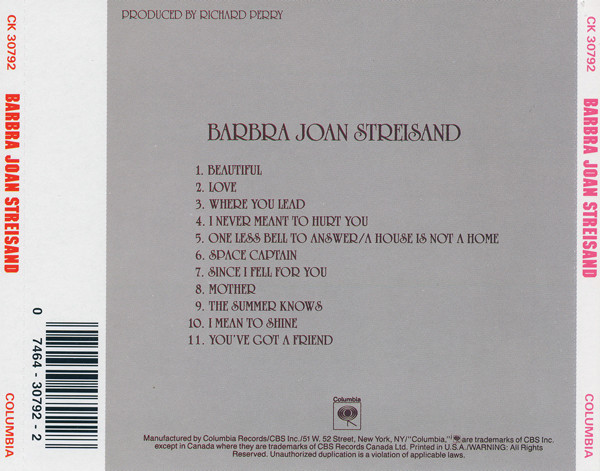 PRODUCED BY RICHARD PERRY
CK 30792
BARBRA JOAN STREISAND
COLUMBIA
0 7464 - 30792 - 2
BARBRA JOAN STREISAND
1. BEAUTIFUL
2. LOVE
3. WHERE YOU LEAD
4. I NEVER MEANT TO HURT YOU
5. ONE LESS BELL TO ANSWER/A HOUSE IS NOT A HOME
6. SPACE CAPTAIN
7. SINCE I FELL FOR YOU
8. MOTHER
9. THE SUMMER KNOWS
10. I MEAN TO SHINE
11. YOU'VE GOT A FRIEND
Columbia
Manufactured by Columbia Records/CBS Inc./51 W. 52 Street, New York, NY/"Columbia," are trademarks of CBS Inc.
except in Canada where they are trademarks of CBS Records Canada Ltd. Printed in U.S.A./WARNING: All Rights
Reserved. Unauthorized duplication is a violation of applicable laws.
CK 30792
BARBRA JOAN STREISAND
COLUMBIA